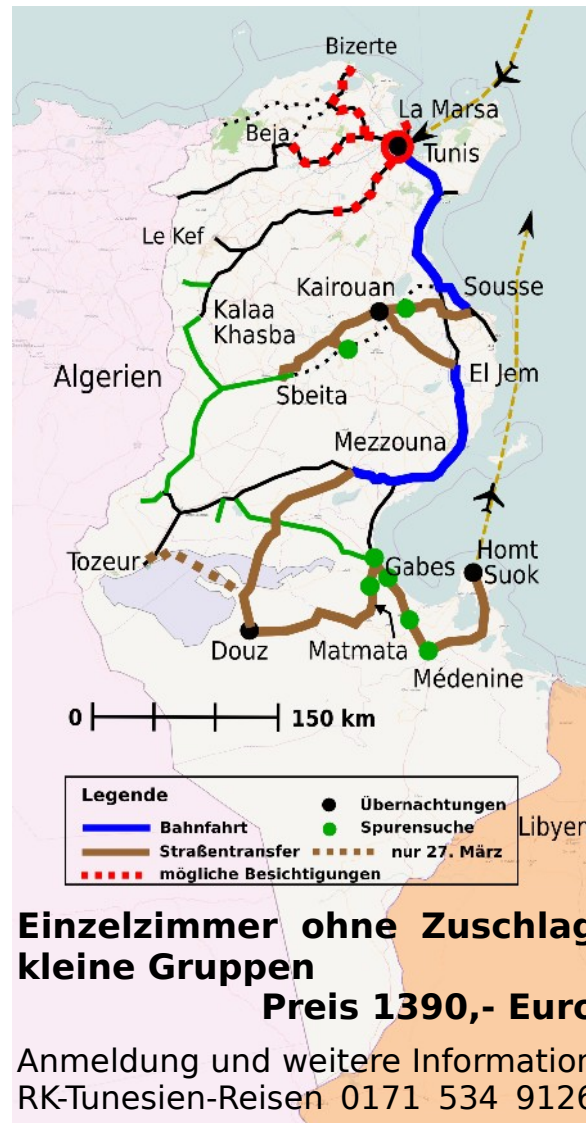 Bizerte
La Marsa
Beja
Tunis
Le Kef
Kairouan
Sousse
Kalaa
Khasba
Algerien
El Jem
Sbeita
Mezzouna
Tozeur
Gabes
Homt
Suok
Douz
Matmata
Médenine
0 150 km
Legende
Übernachtungen
Bahnfahrt
Spurensuche
Libyen
Straßentransfer
nur 27. März
mögliche Besichtigungen
Einzelzimmer ohne Zuschlag
kleine Gruppen
Preis 1390,- Euro
Anmeldung und weitere Information
RK-Tunesien-Reisen 0171 534 9126